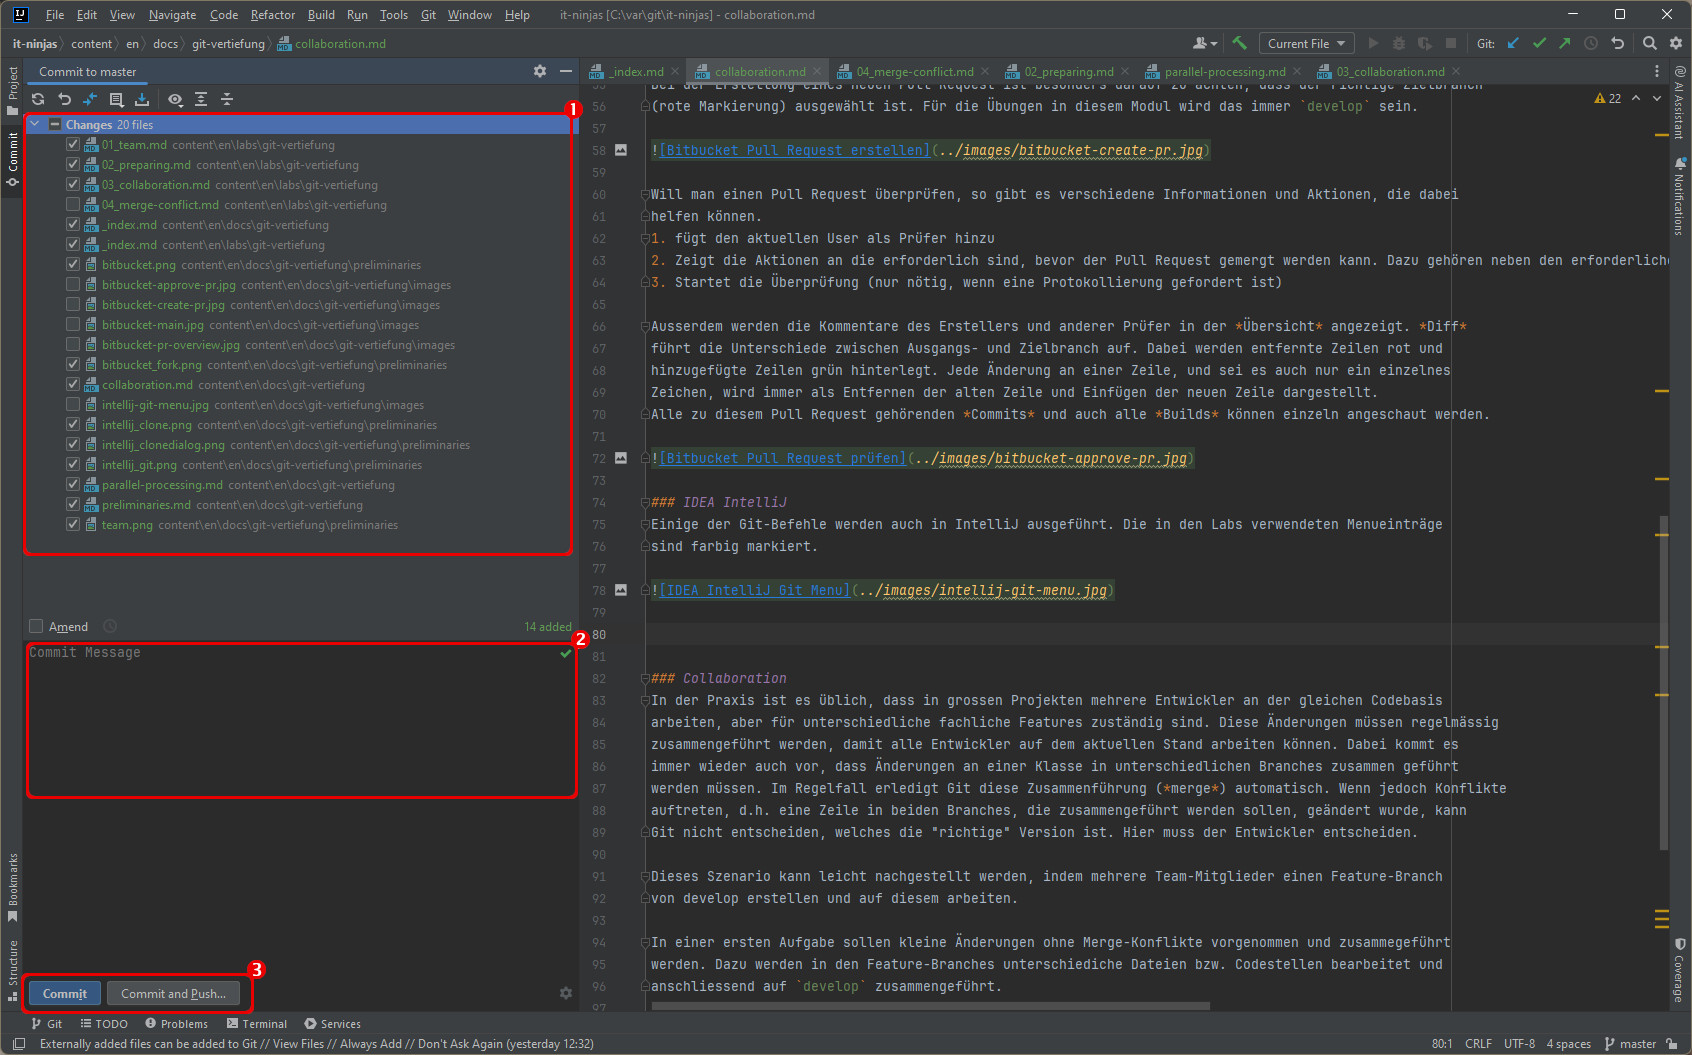 File Edit View Navigate Code Refactor Build Run Tools Git Window Help it-ninjas [C:\var\git\it-ninjas] - collaboration.md
it-ninjas content en docs git-vertiefung collaboration.md Current File Git:
Project
Commit
Bookmarks
Structure
Commit to master
Changes 20 files
01_team.md content\en\labs\git-vertiefung
02_preparing.md content\en\labs\git-vertiefung
03_collaboration.md content\en\labs\git-vertiefung
04_merge-conflict.md content\en\labs\git-vertiefung
_index.md content\en\docs\git-vertiefung
_index.md content\en\labs\git-vertiefung
bitbucket.png content\en\docs\git-vertiefung\preliminaries
bitbucket-approve-pr.jpg content\en\docs\git-vertiefung\images
bitbucket-create-pr.jpg content\en\docs\git-vertiefung\images
bitbucket-main.jpg content\en\docs\git-vertiefung\images
bitbucket-pr-overview.jpg content\en\docs\git-vertiefung\images
bitbucket_fork.png content\en\docs\git-vertiefung\preliminaries
collaboration.md content\en\docs\git-vertiefung
intellij-git-menu.jpg content\en\docs\git-vertiefung\images
intellij_clone.png content\en\docs\git-vertiefung\preliminaries
intellij_clonedialog.png content\en\docs\git-vertiefung\preliminaries
intellij_git.png content\en\docs\git-vertiefung\preliminaries
parallel-processing.md content\en\docs\git-vertiefung
preliminaries.md content\en\docs\git-vertiefung
team.png content\en\docs\git-vertiefung\preliminaries
1
Amend 14 added
2
Commit Message
3
Commit Commit and Push...
_index.md collaboration.md 04_merge-conflict.md 02_preparing.md parallel-processing.md 03_collaboration.md
22
55 Bei der Erstellung eines neuen Pull Request ist besonders darauf zu achten, dass der richtige Zielbranch
56 (rote Markierung) ausgewählt ist. Für die Übungen in diesem Modul wird das immer `develop` sein.
57
58 ![Bitbucket Pull Request erstellen](../images/bitbucket-create-pr.jpg)
59
60 Will man einen Pull Request überprüfen, so gibt es verschiedene Informationen und Aktionen, die dabei
61 helfen können.
62 1. fügt den aktuellen User als Prüfer hinzu
63 2. Zeigt die Aktionen an die erforderlich sind, bevor der Pull Request gemergt werden kann. Dazu gehören neben den erforderliche
64 3. Startet die Überprüfung (nur nötig, wenn eine Protokollierung gefordert ist)
65
66 Ausserdem werden die Kommentare des Erstellers und anderer Prüfer in der *Übersicht* angezeigt. *Diff*
67 führt die Unterschiede zwischen Ausgangs- und Zielbranch auf. Dabei werden entfernte Zeilen rot und
68 hinzugefügte Zeilen grün hinterlegt. Jede Änderung an einer Zeile, und sei es auch nur ein einzelnes
69 Zeichen, wird immer als Entfernen der alten Zeile und Einfügen der neuen Zeile dargestellt.
70 Alle zu diesem Pull Request gehörenden *Commits* und auch alle *Builds* können einzeln angeschaut werden.
71
72 ![Bitbucket Pull Request prüfen](../images/bitbucket-approve-pr.jpg)
73
74 ### IDEA IntelliJ
75 Einige der Git-Befehle werden auch in IntelliJ ausgeführt. Die in den Labs verwendeten Menueinträge
76 sind farbig markiert.
77
78 ![IDEA IntelliJ Git Menu](../images/intellij-git-menu.jpg)
79
80
81
82 ### Collaboration
83 In der Praxis ist es üblich, dass in grossen Projekten mehrere Entwickler an der gleichen Codebasis
84 arbeiten, aber für unterschiedliche fachliche Features zuständig sind. Diese Änderungen müssen regelmässig
85 zusammengeführt werden, damit alle Entwickler auf dem aktuellen Stand arbeiten können. Dabei kommt es
86 immer wieder auch vor, dass Änderungen an einer Klasse in unterschiedlichen Branches zusammen geführt
87 werden müssen. Im Regelfall erledigt Git diese Zusammenführung (*merge*) automatisch. Wenn jedoch Konflikte
88 auftreten, d.h. eine Zeile in beiden Branches, die zusammengeführt werden sollen, geändert wurde, kann
89 Git nicht entscheiden, welches die "richtige" Version ist. Hier muss der Entwickler entscheiden.
90
91 Dieses Szenario kann leicht nachgestellt werden, indem mehrere Team-Mitglieder einen Feature-Branch
92 von develop erstellen und auf diesem arbeiten.
93
94 In einer ersten Aufgabe sollen kleine Änderungen ohne Merge-Konflikte vorgenommen und zusammegeführt
95 werden. Dazu werden in den Feature-Branches unterschiediche Dateien bzw. Codestellen bearbeitet und
96 anschliessend auf `develop` zusammengeführt.
97
AI Assistant
Notifications
Coverage
Git TODO Problems Terminal Services
Externally added files can be added to Git // View Files // Always Add // Don't Ask Again (yesterday 12:32) 80:1 CRLF UTF-8 4 spaces master